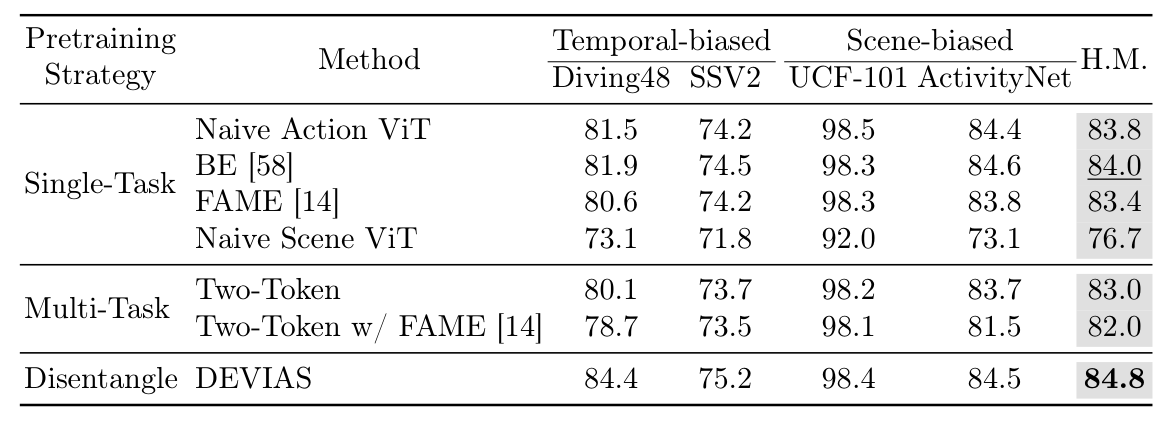 Pretraining Strategy Method Temporal-biased Scene-biased H.M.
Diving48 SSV2 UCF-101 ActivityNet
Single-Task
Naive Action ViT 81.5 74.2 98.5 84.4 83.8
BE [58] 81.9 74.5 98.3 84.6 84.0
FAME [14] 80.6 74.2 98.3 83.8 83.4
Naive Scene ViT 73.1 71.8 92.0 73.1 76.7
Multi-Task
Two-Token 80.1 73.7 98.2 83.7 83.0
Two-Token w/ FAME [14] 78.7 73.5 98.1 81.5 82.0
Disentangle DEVIAS 84.4 75.2 98.4 84.5 84.8